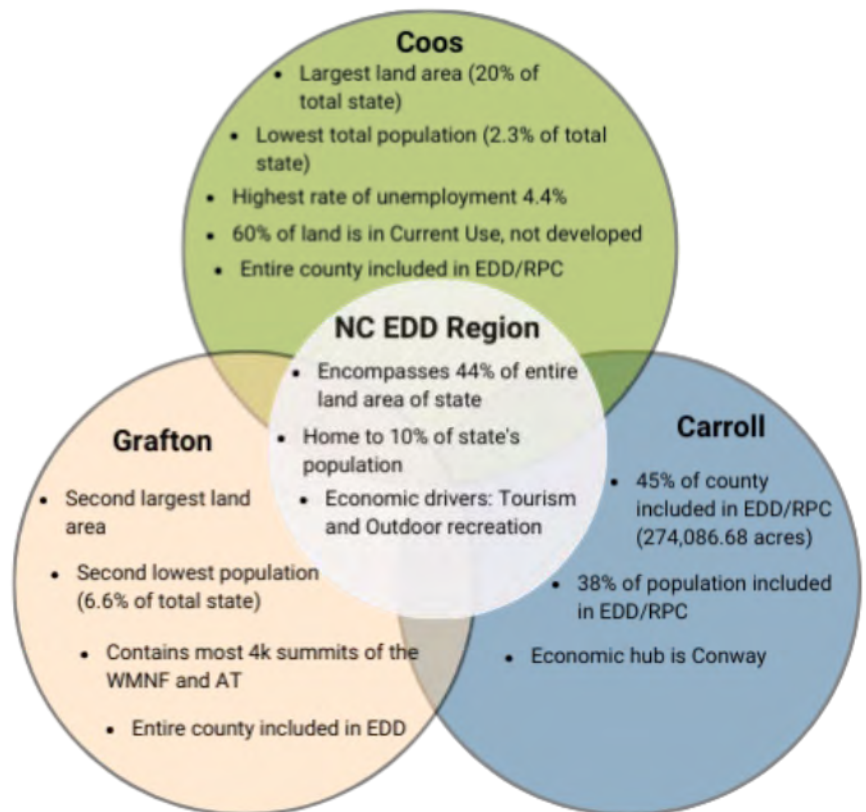 Coos
• Largest land area (20% of
total state)
• Lowest total population (2.3% of total
state)
• Highest rate of unemployment 4.4%
• 60% of land is in Current Use, not developed
• Entire county included in EDD/RPC
NC EDD Region
• Encompasses 44% of entire
land area of state
• Home to 10% of state's
population
• Economic drivers: Tourism
and Outdoor recreation
Grafton
• Second largest land
area
• Second lowest population
(6.6% of total state)
• Contains most 4k summits of the
WMNF and AT
• Entire county included in EDD
Carroll
• 45% of county
included in EDD/RPC
(274,086.68 acres)
• 38% of population included
in EDD/RPC
• Economic hub is Conway